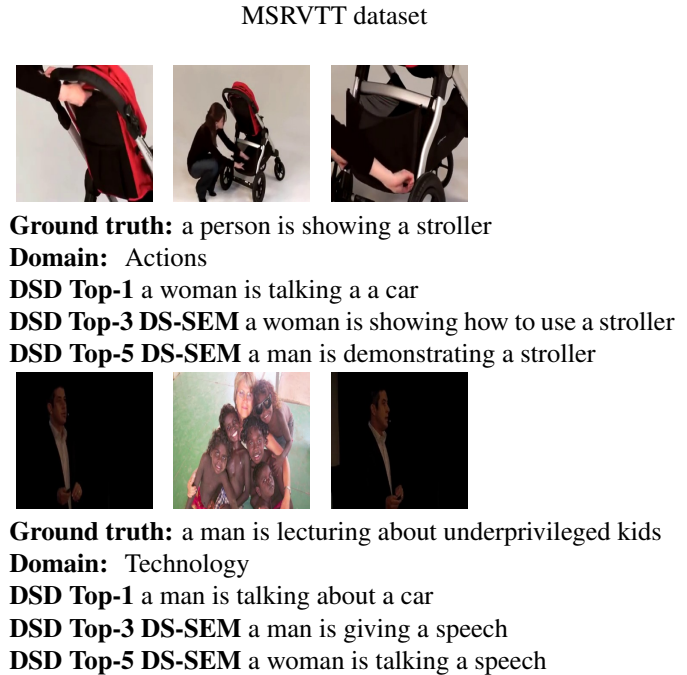 MSRVTT dataset
Ground truth: a person is showing a stroller
Domain: Actions
DSD Top-1 a woman is talking a a car
DSD Top-3 DS-SEM a woman is showing how to use a stroller
DSD Top-5 DS-SEM a man is demonstrating a stroller
Ground truth: a man is lecturing about underprivileged kids
Domain: Technology
DSD Top-1 a man is talking about a car
DSD Top-3 DS-SEM a man is giving a speech
DSD Top-5 DS-SEM a woman is talking a speech